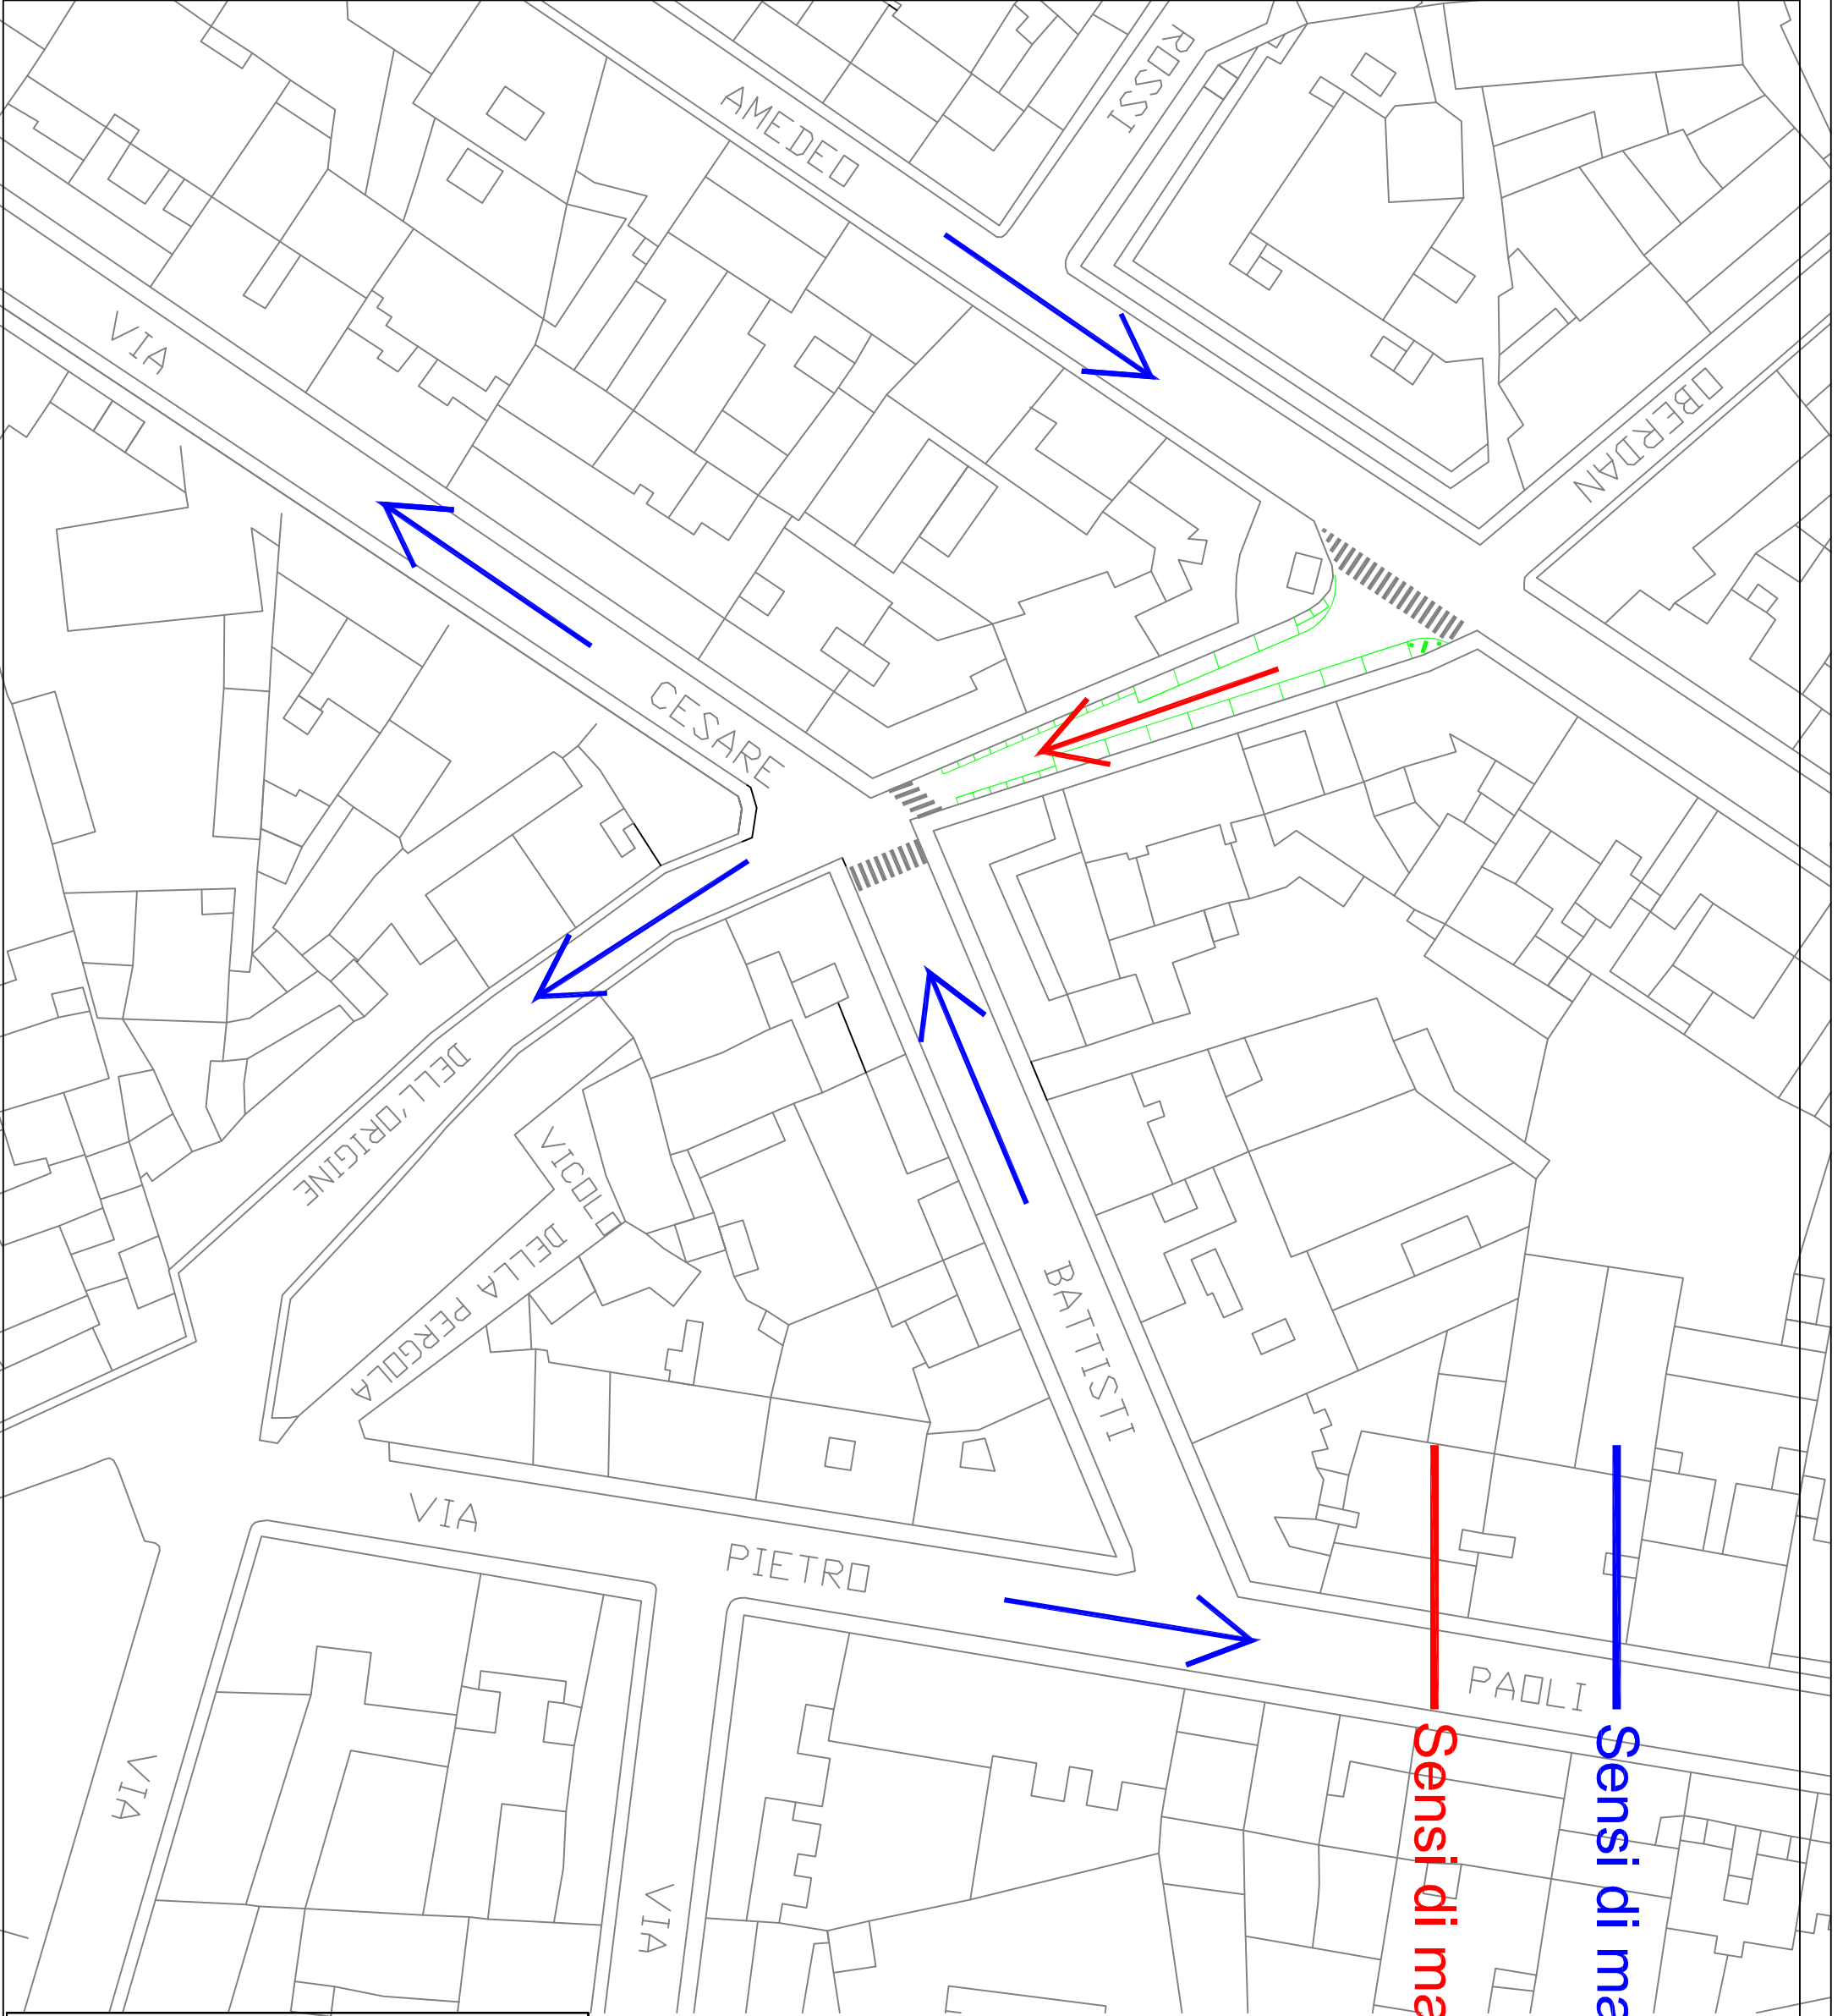 AMEDEO
ROSSI
OBERDAN
VIA
CESARE
BATTISTI
DELL'ORIGINE
VICOLO
DELLA PERGOLA
VIA
PIETRO
PAOLI
VIA
VIA
Sensi di ma
Sensi di ma